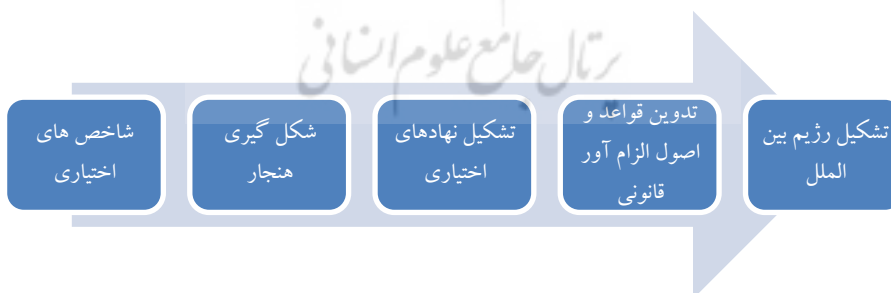 پرتال جامع علوم انسانی
شاخص های
اختیاری
شکل گیری
هنجار
تشکیل نهادهای
اختیاری
تدوین قواعد و
اصول الزام آور
قانونی
تشکیل رژیم بین
الملل